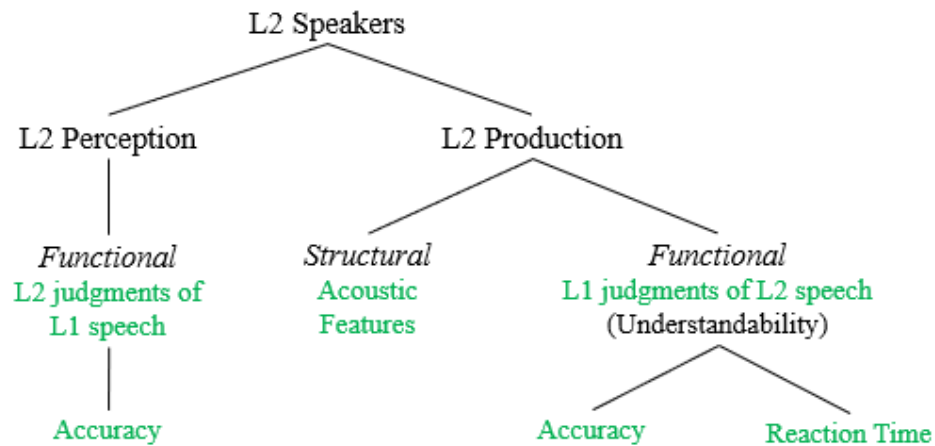 L2 Speakers
L2 Perception
L2 Production
Functional
L2 judgments of
L1 speech
Structural
Acoustic
Features
Functional
L1 judgments of L2 speech
(Understandability)
Accuracy
Accuracy
Reaction Time